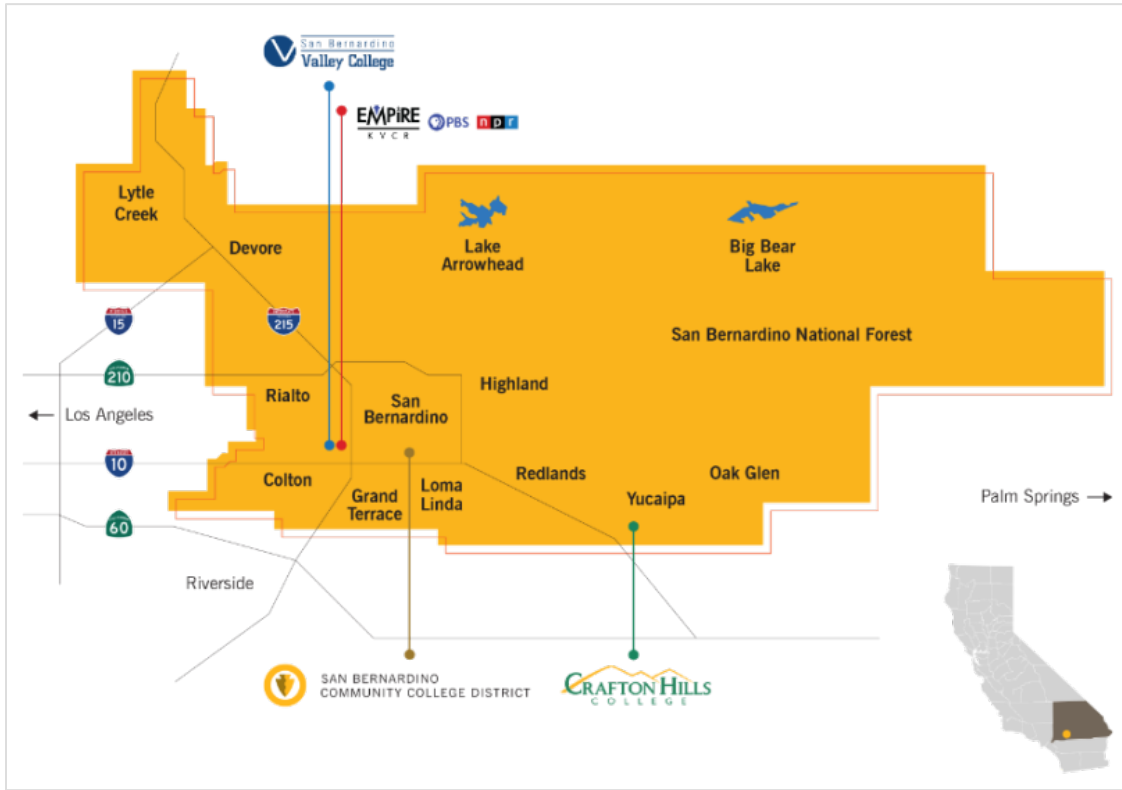 San Bernardino
Valley College
EMPIRE
KVCR
PBS
npr
Lytle
Creek
Devore
Lake
Arrowhead
Big Bear
Lake
15
215
San Bernardino National Forest
210
Rialto
San
Bernardino
Highland
Los Angeles
10
Colton
Grand
Terrace
Loma
Linda
Redlands
Yucaipa
Oak Glen
Palm Springs
60
Riverside
SAN BERNARDINO
COMMUNITY COLLEGE DISTRICT
CRAFTON HILLS
COLLEGE